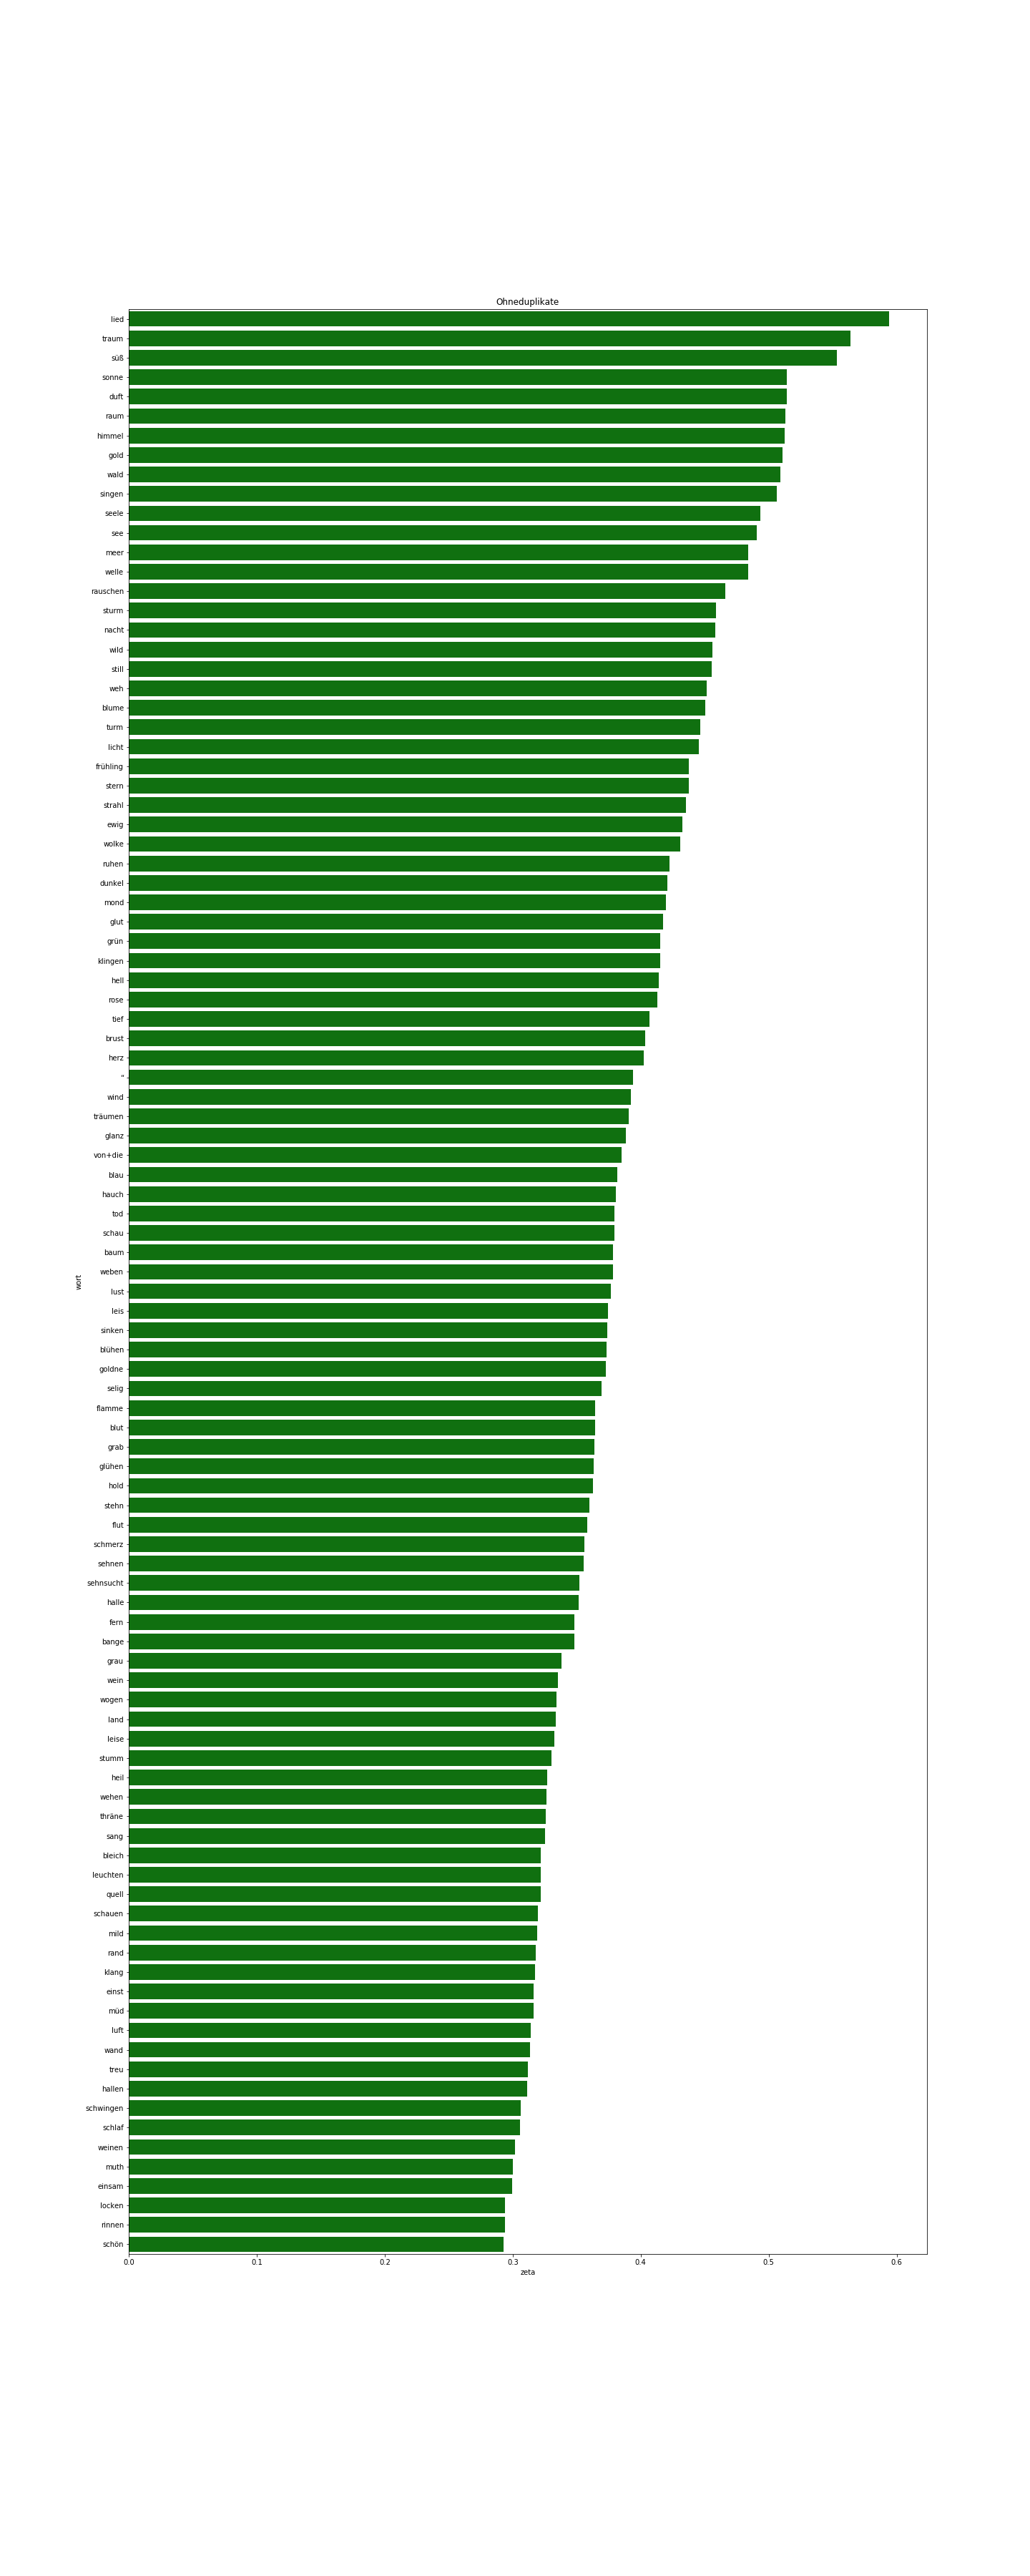 Ohneduplikate
lied
traum
süß
sonne
duft
raum
himmel
gold
wald
singen
seele
see
meer
welle
rauschen
sturm
nacht
wild
still
weh
blume
turm
licht
frühling
stern
strahl
ewig
wolke
ruhen
dunkel
mond
glut
grün
klingen
hell
rose
tief
brust
herz
“
wind
träumen
glanz
von+die
blau
hauch
tod
schau
baum
weben
wort
lust
leis
sinken
blühen
goldne
selig
flamme
blut
grab
glühen
hold
stehn
flut
schmerz
sehnen
sehnsucht
halle
fern
bange
grau
wein
wogen
land
leise
stumm
heil
wehen
thräne
sang
bleich
leuchten
quell
schauen
mild
rand
klang
einst
müd
luft
wand
treu
hallen
schwingen
schlaf
weinen
muth
einsam
locken
rinnen
schön
0.0 0.1 0.2 0.3 0.4 0.5 0.6
zeta